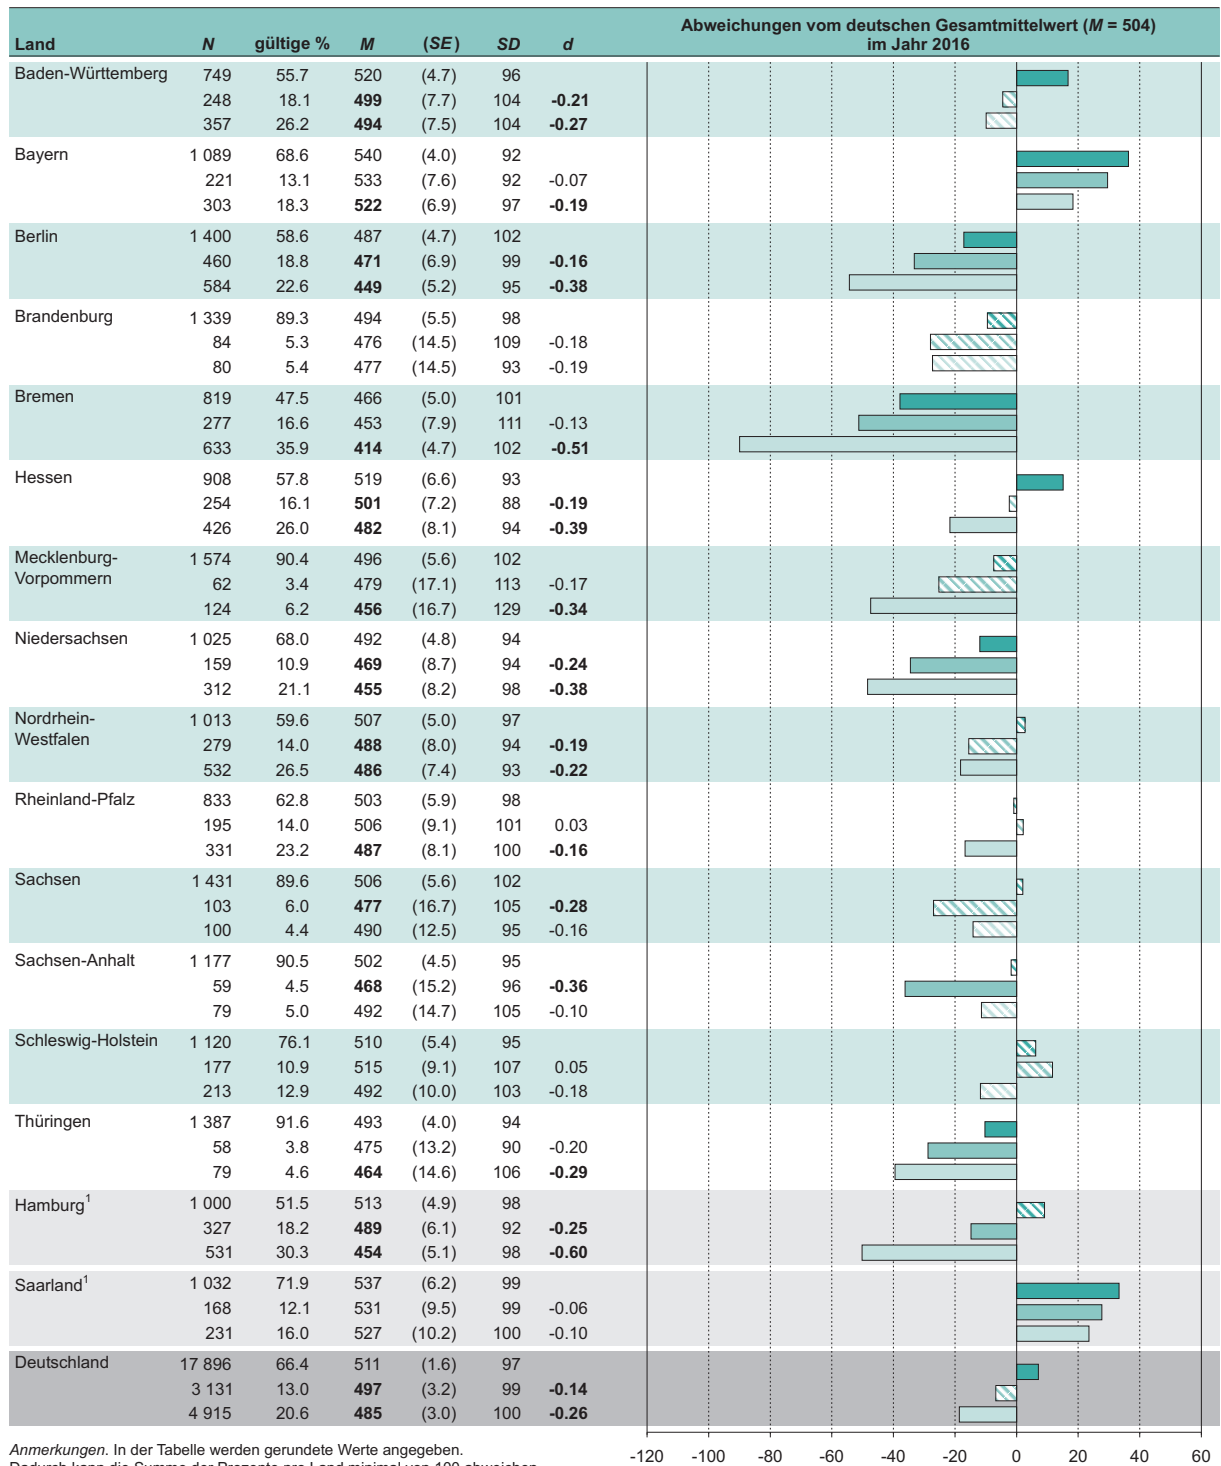 Abweichungen vom deutschen Gesamtmittelwert (M = 504)
Land N gültige % M (SE) SD d im Jahr 2016
Baden-Württemberg 749 55.7 520 (4.7) 96
248 18.1 499 (7.7) 104 -0.21
357 26.2 494 (7.5) 104 -0.27
Bayern 1 089 68.6 540 (4.0) 92
221 13.1 533 (7.6) 92 -0.07
303 18.3 522 (6.9) 97 -0.19
Berlin 1 400 58.6 487 (4.7) 102
460 18.8 471 (6.9) 99 -0.16
584 22.6 449 (5.2) 95 -0.38
Brandenburg 1 339 89.3 494 (5.5) 98
84 5.3 476 (14.5) 109 -0.18
80 5.4 477 (14.5) 93 -0.19
Bremen 819 47.5 466 (5.0) 101
277 16.6 453 (7.9) 111 -0.13
633 35.9 414 (4.7) 102 -0.51
Hessen 908 57.8 519 (6.6) 93
254 16.1 501 (7.2) 88 -0.19
426 26.0 482 (8.1) 94 -0.39
Mecklenburg- 1 574 90.4 496 (5.6) 102
Vorpommern 62 3.4 479 (17.1) 113 -0.17
124 6.2 456 (16.7) 129 -0.34
Niedersachsen 1 025 68.0 492 (4.8) 94
159 10.9 469 (8.7) 94 -0.24
312 21.1 455 (8.2) 98 -0.38
Nordrhein- 1 013 59.6 507 (5.0) 97
Westfalen 279 14.0 488 (8.0) 94 -0.19
532 26.5 486 (7.4) 93 -0.22
Rheinland-Pfalz 833 62.8 503 (5.9) 98
195 14.0 506 (9.1) 101 0.03
331 23.2 487 (8.1) 100 -0.16
Sachsen 1 431 89.6 506 (5.6) 102
103 6.0 477 (16.7) 105 -0.28
100 4.4 490 (12.5) 95 -0.16
Sachsen-Anhalt 1 177 90.5 502 (4.5) 95
59 4.5 468 (15.2) 96 -0.36
79 5.0 492 (14.7) 105 -0.10
Schleswig-Holstein 1 120 76.1 510 (5.4) 95
177 10.9 515 (9.1) 107 0.05
213 12.9 492 (10.0) 103 -0.18
Thüringen 1 387 91.6 493 (4.0) 94
58 3.8 475 (13.2) 90 -0.20
79 4.6 464 (14.6) 106 -0.29
Hamburg¹ 1 000 51.5 513 (4.9) 98
327 18.2 489 (6.1) 92 -0.25
531 30.3 454 (5.1) 98 -0.60
Saarland¹ 1 032 71.9 537 (6.2) 99
168 12.1 531 (9.5) 99 -0.06
231 16.0 527 (10.2) 100 -0.10
Deutschland 17 896 66.4 511 (1.6) 97
3 131 13.0 497 (3.2) 99 -0.14
4 915 20.6 485 (3.0) 100 -0.26
-120 -100 -80 -60 -40 -20 0 20 40 60
Anmerkungen. In der Tabelle werden gerundete Werte angegeben.
Dadurch kann die Summe der Prozente pro Land minimal von 100 abweichen.